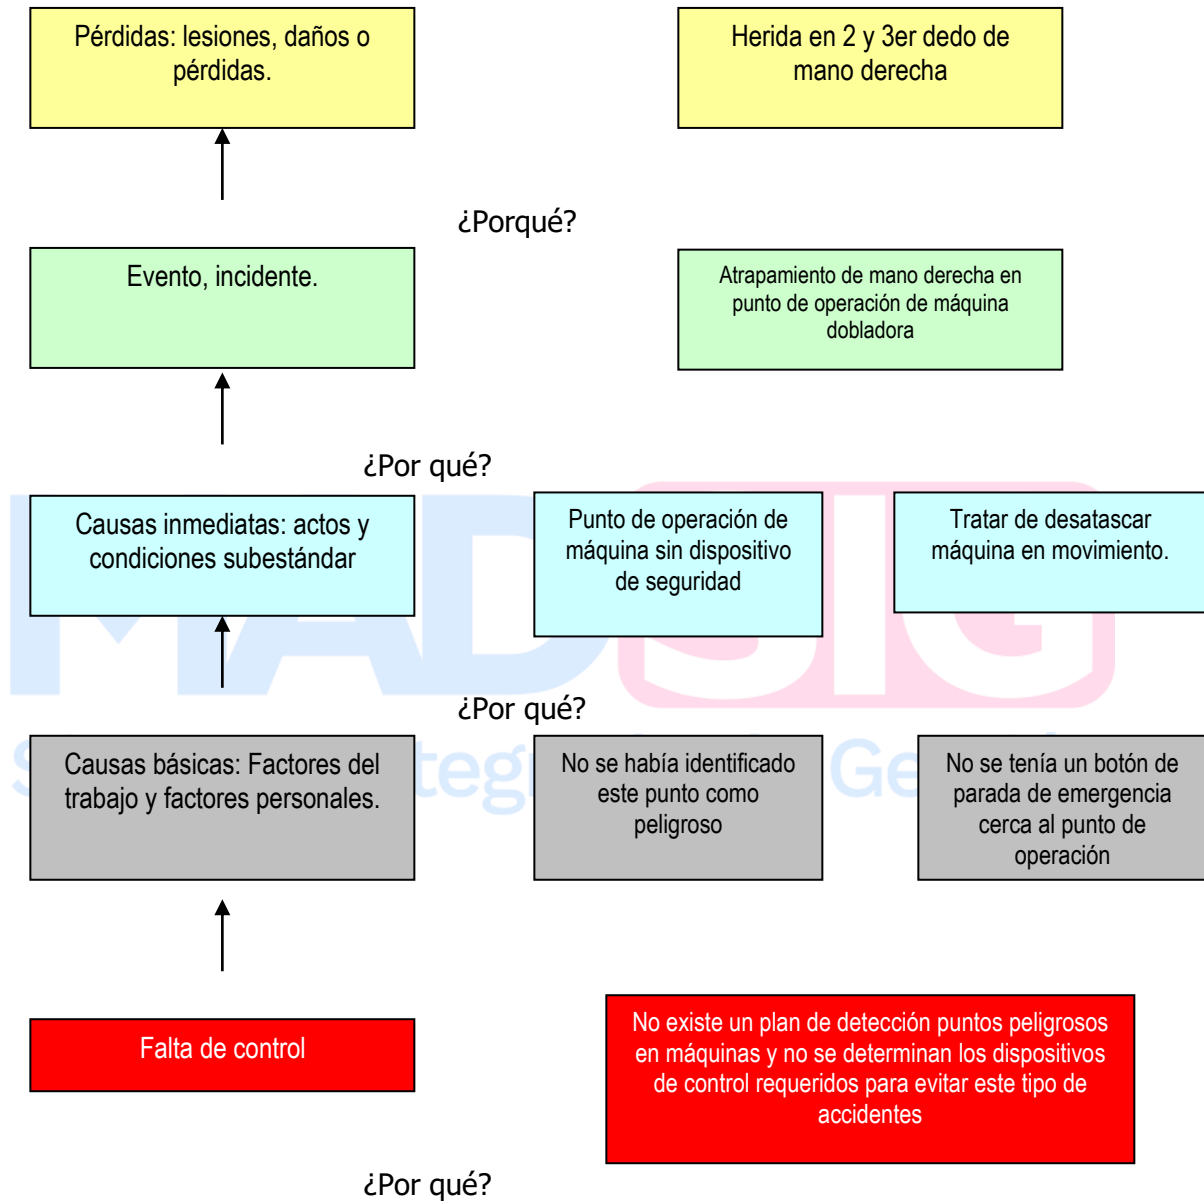 Pérdidas: lesiones, daños o
pérdidas.
Herida en 2 y 3er dedo de
mano derecha
¿Porqué?
Evento, incidente.
Atrapamiento de mano derecha en
punto de operación de máquina
dobladora
¿Por qué?
Causas inmediatas: actos y
condiciones subestándar
Punto de operación de
máquina sin dispositivo
de seguridad
Tratar de desatascar
máquina en movimiento.
MADSIG
¿Por qué?
Causas básicas: Factores del
trabajo y factores personales.
No se había identificado
este punto como
peligroso
No se tenía un botón de
parada de emergencia
cerca al punto de
operación
Falta de control
No existe un plan de detección puntos peligrosos
en máquinas y no se determinan los dispositivos
de control requeridos para evitar este tipo de
accidentes
¿Por qué?